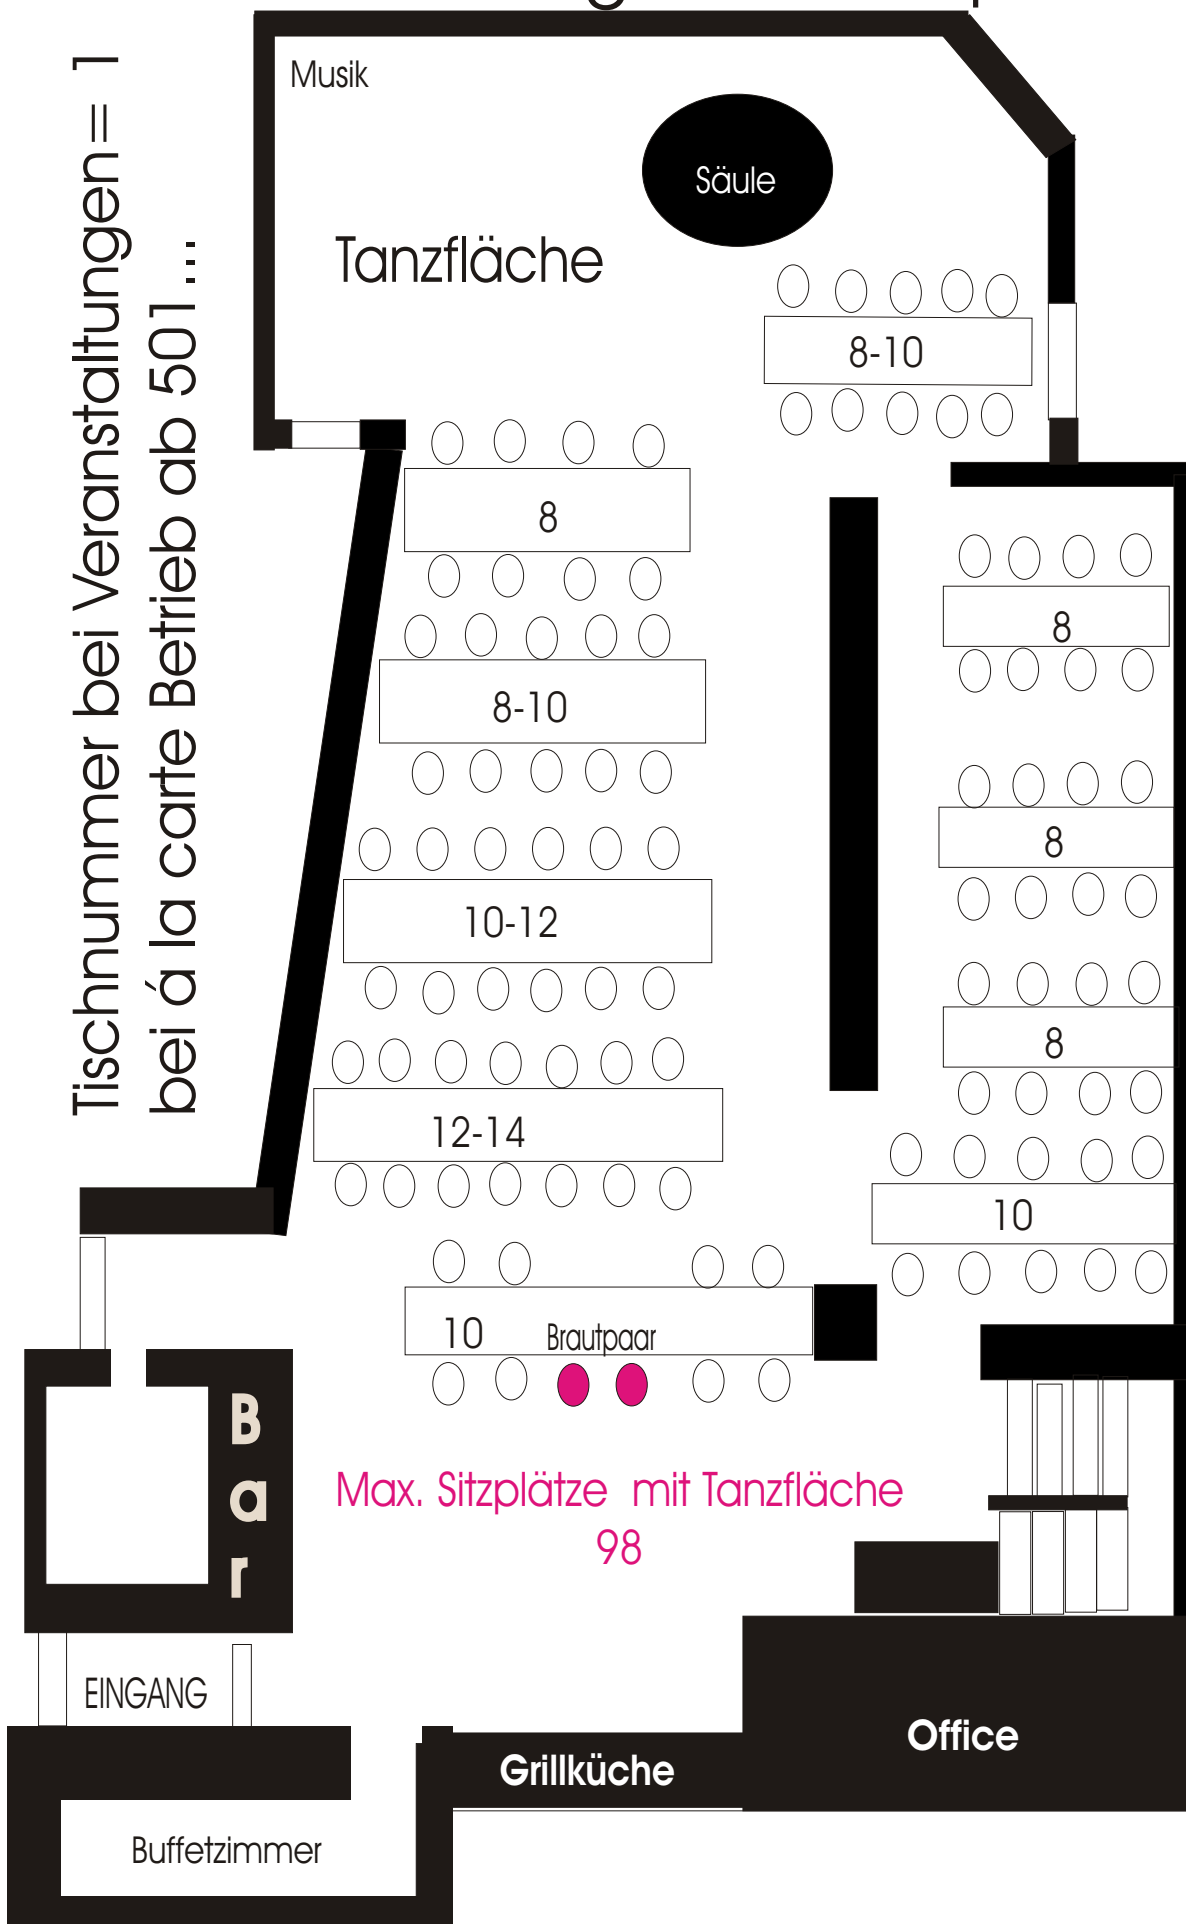 Tischnummer bei Veranstaltungen= 1
bei á la carte Betrieb ab 501...
Musik
Säule
Tanzfläche
8-10
8
8
8-10
8
10-12
8
12-14
10
10
Brautpaar
Bar
Max. Sitzplätze mit Tanzfläche
98
EINGANG
Office
Grillküche
Buffetzimmer